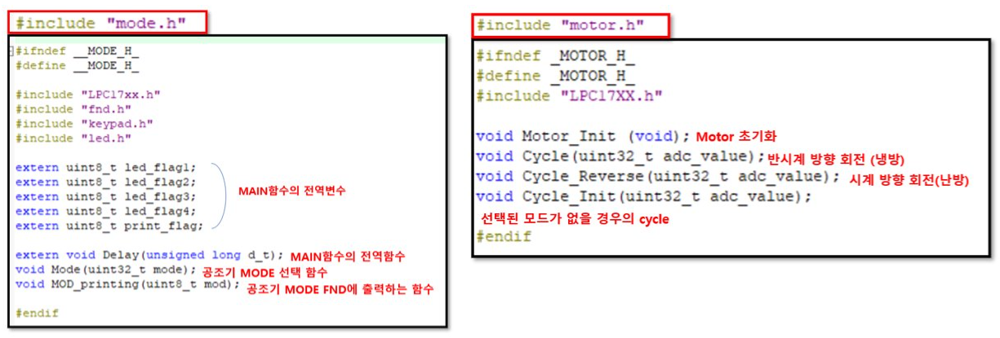 #include "mode.h"
#ifndef __MODE_H_
#define __MODE_H_
#include "LPC17xx.h"
#include "fnd.h"
#include "keypad.h"
#include "led.h"
extern uint8_t led_flag1;
extern uint8_t led_flag2;
extern uint8_t led_flag3;
extern uint8_t led_flag4;
extern uint8_t print_flag;
MAIN함수의 전역변수
extern void Delay(unsigned long d_t); MAIN함수의 전역함수
void Mode(uint32_t mode); 공조기 MODE 선택 함수
void MOD_printing(uint8_t mod); 공조기 MODE FND에 출력하는 함수
#endif
#include "motor.h"
#ifndef _MOTOR_H_
#define _MOTOR_H_
#include "LPC17XX.h"
void Motor_Init (void); Motor 초기화
void Cycle(uint32_t adc_value); 반시계 방향 회전 (냉방)
void Cycle_Reverse(uint32_t adc_value); 시계 방향 회전(난방)
void Cycle_Init(uint32_t adc_value);
선택된 모드가 없을 경우의 cycle
#endif